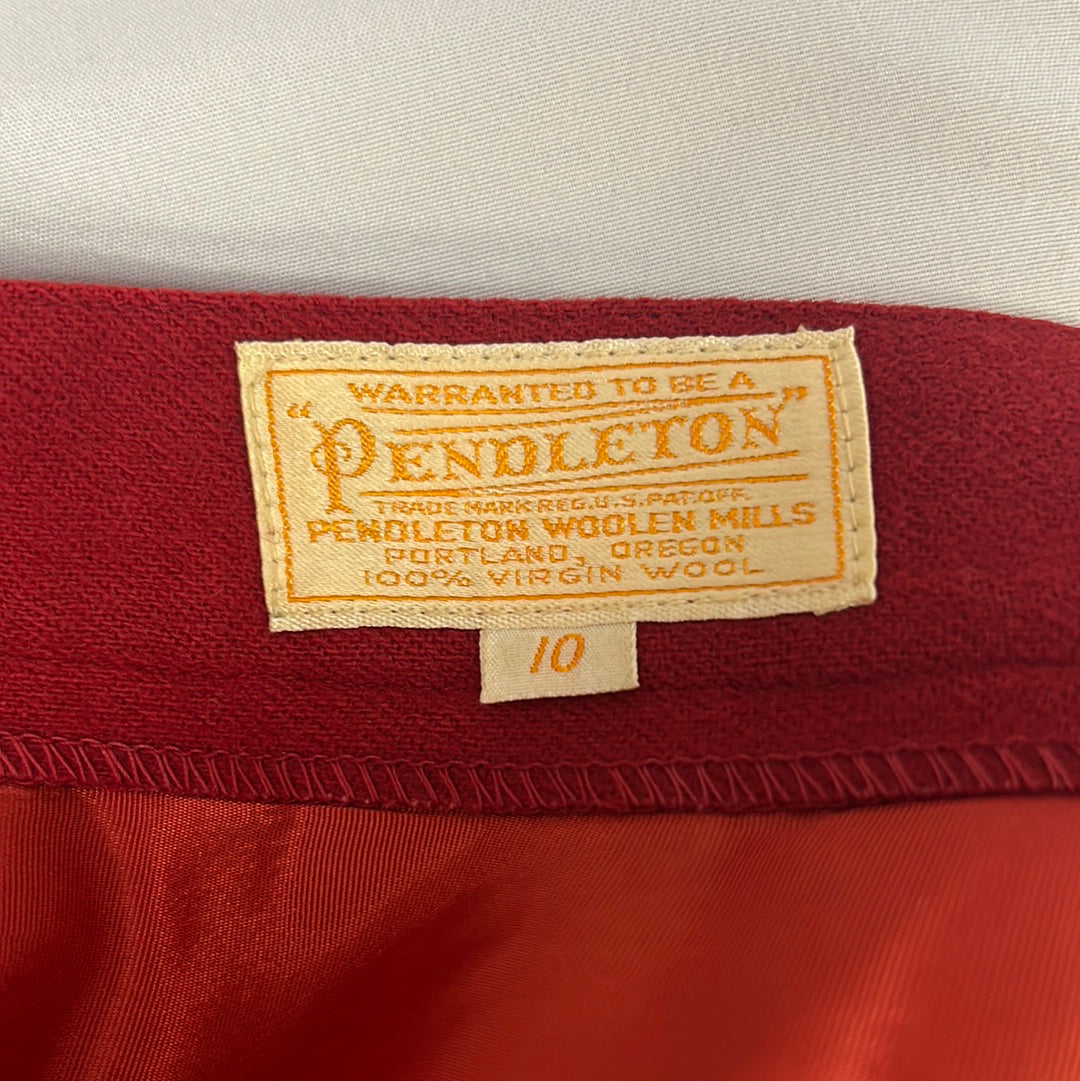 WARRANTED TO BE A
"PENDLETON"
TRADE MARK REG. U.S. PAT. OFF.
PENDLETON WOOLEN MILLS
PORTLAND, OREGON
100% VIRGIN WOOL
10